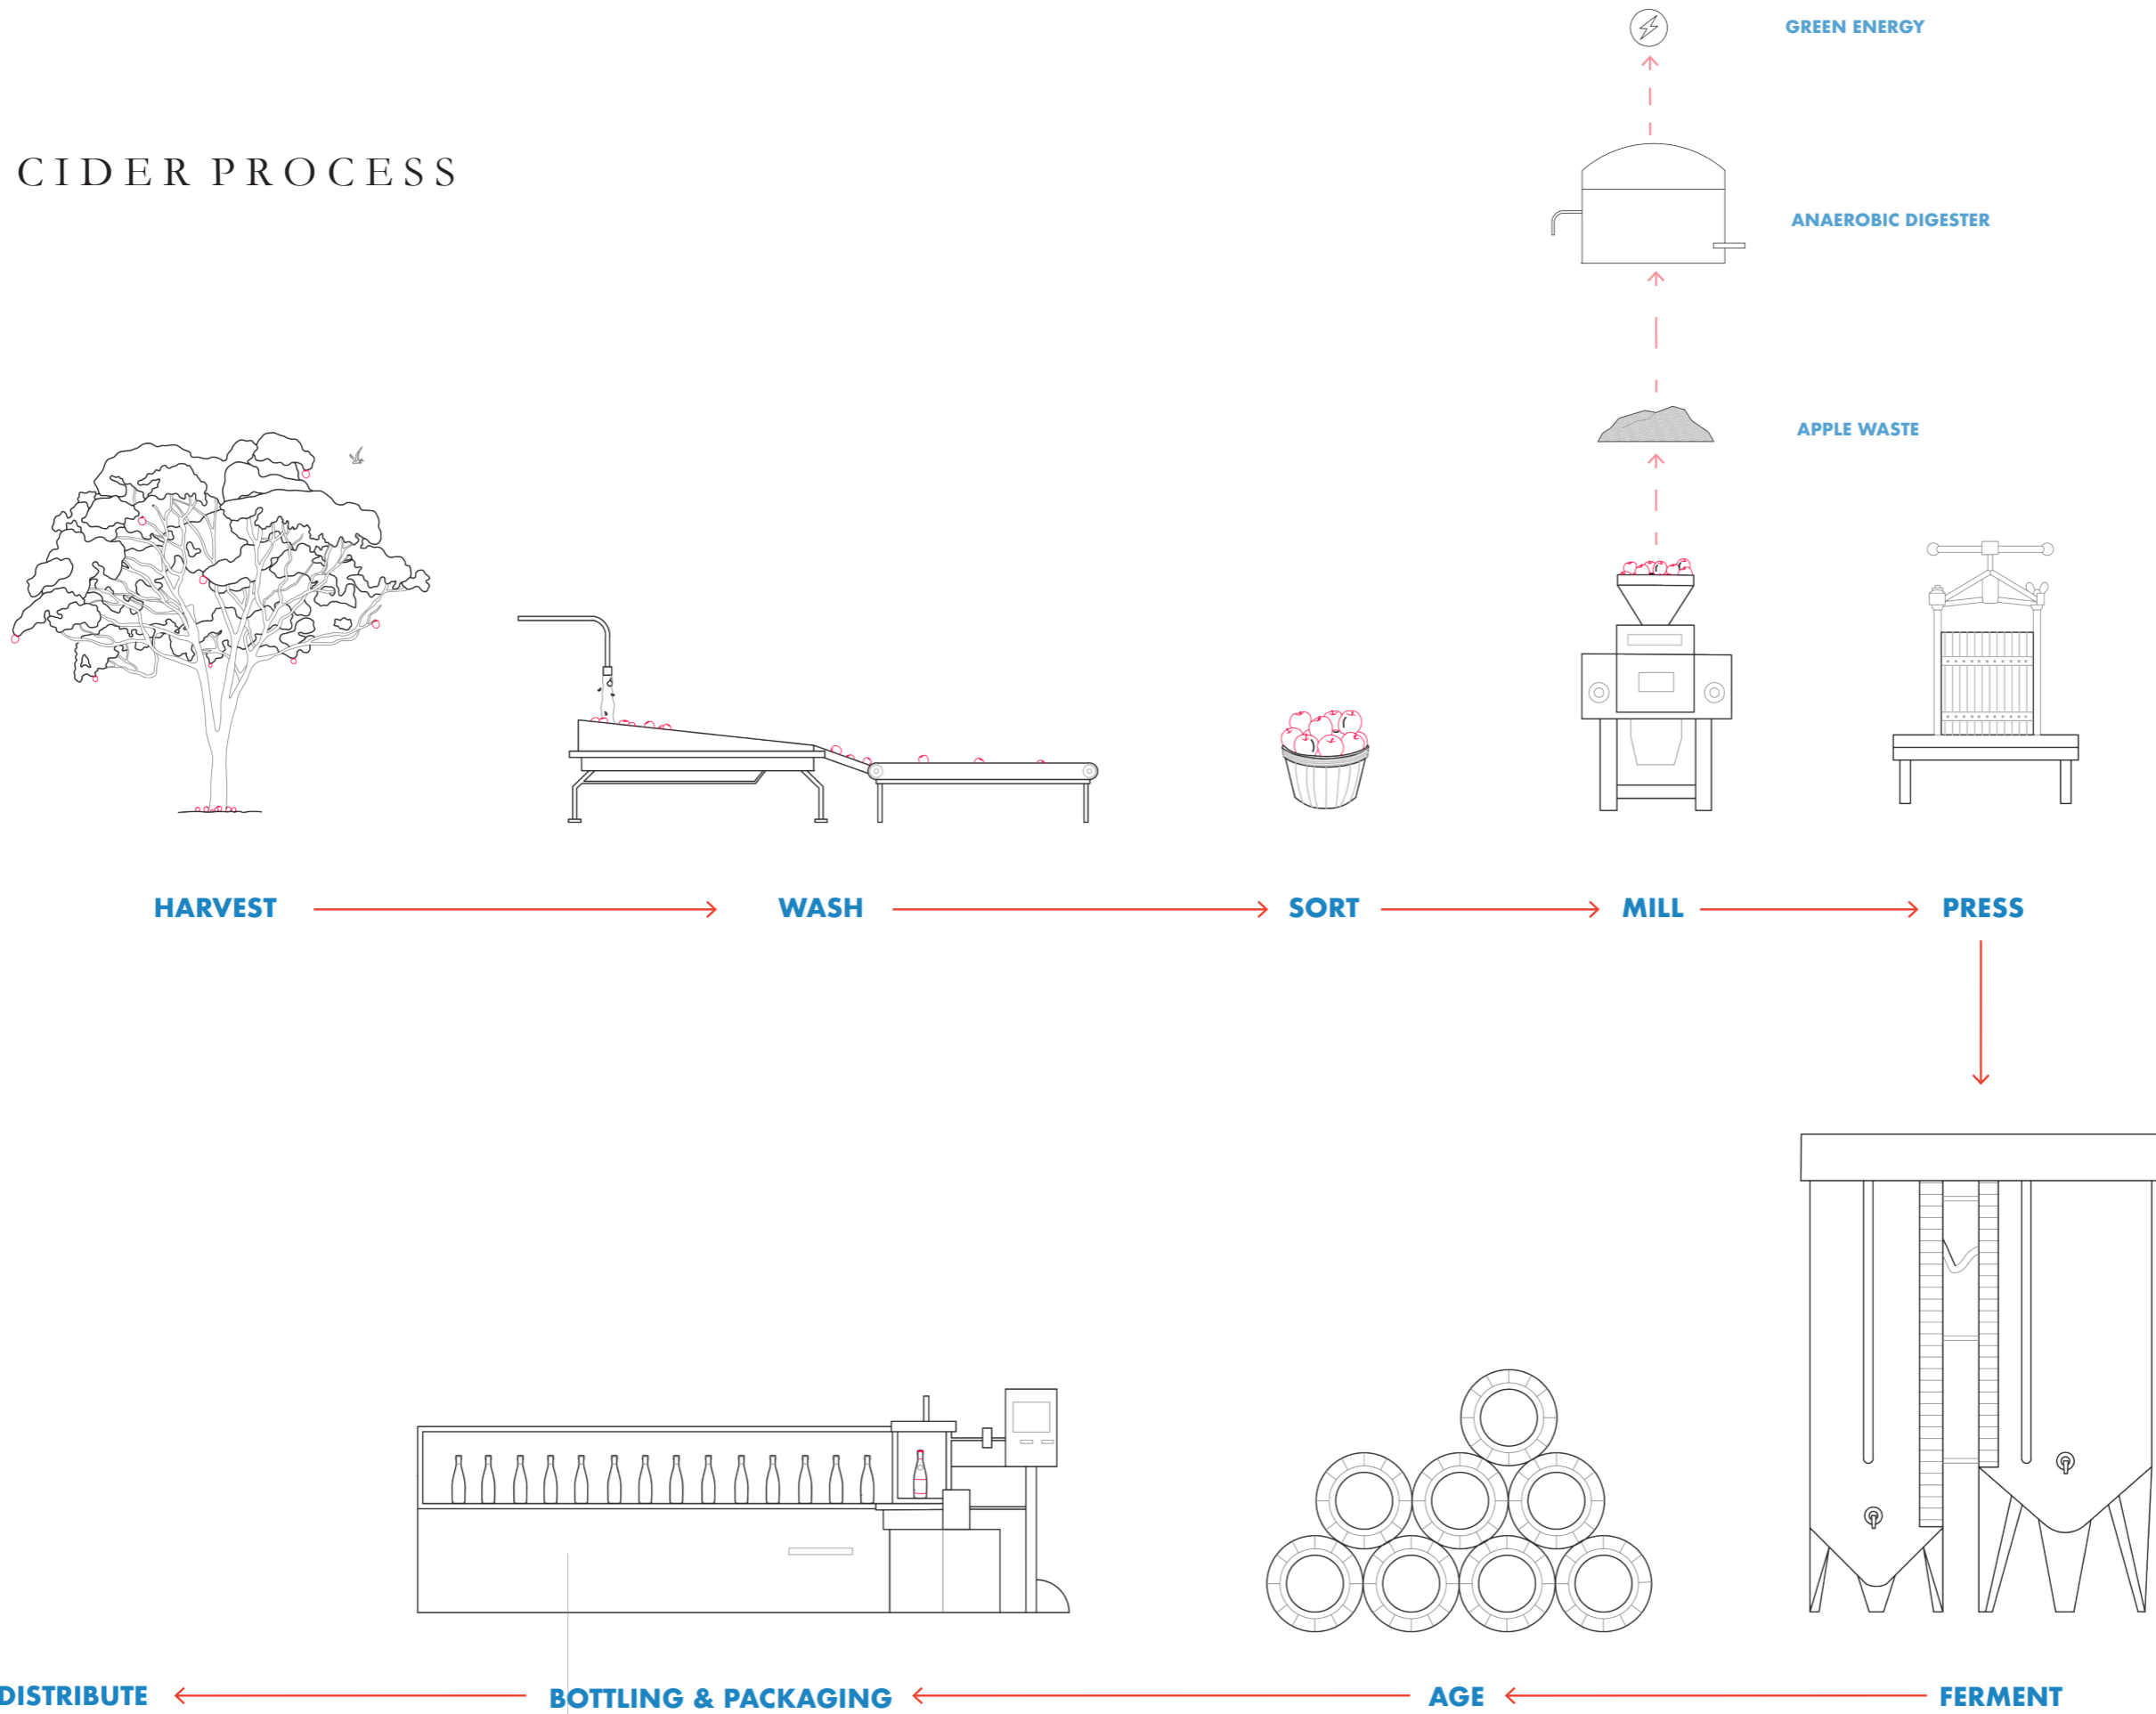 GREEN ENERGY
CIDER PROCESS
ANAEROBIC DIGESTER
APPLE WASTE
HARVEST
WASH
SORT
MILL
PRESS
DISTRIBUTE
BOTTLING & PACKAGING
AGE
FERMENT